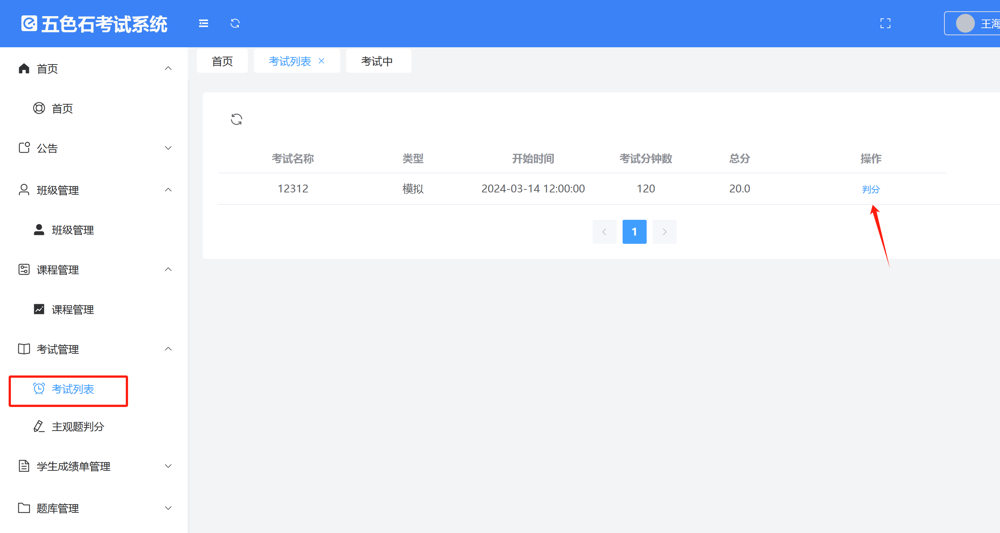 五色石考试系统
王海
首页
首页
公告
班级管理
班级管理
课程管理
课程管理
考试管理
考试列表
主观题判分
学生成绩单管理
题库管理
首页 考试列表 考试中
考试名称 类型 开始时间 考试分钟数 总分 操作
12312 模拟 2024-03-14 12:00:00 120 20.0 判分
1